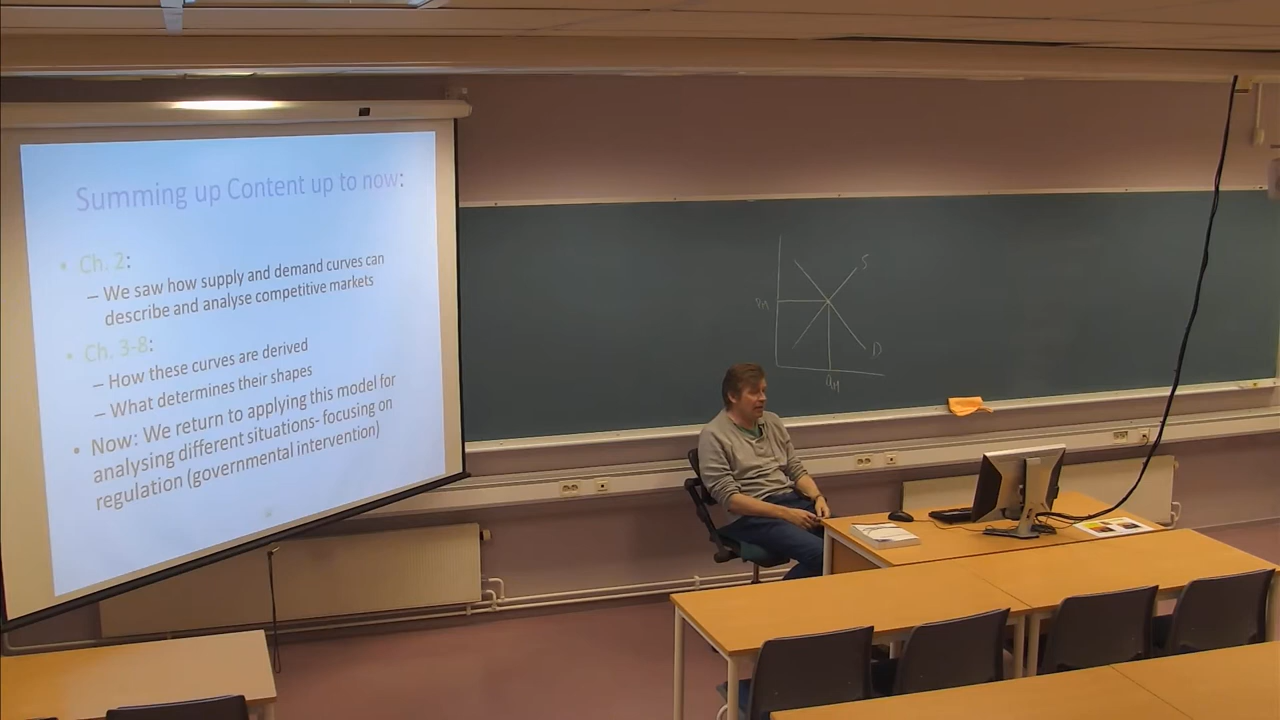 Summing up Content up to now:
• Ch. 2:
– We saw how supply and demand curves can
describe and analyse competitive markets
• Ch. 3-8:
– How these curves are derived
– What determines their shapes
• Now: We return to applying this model for
analysing different situations- focusing on
regulation (governmental intervention)
S
D